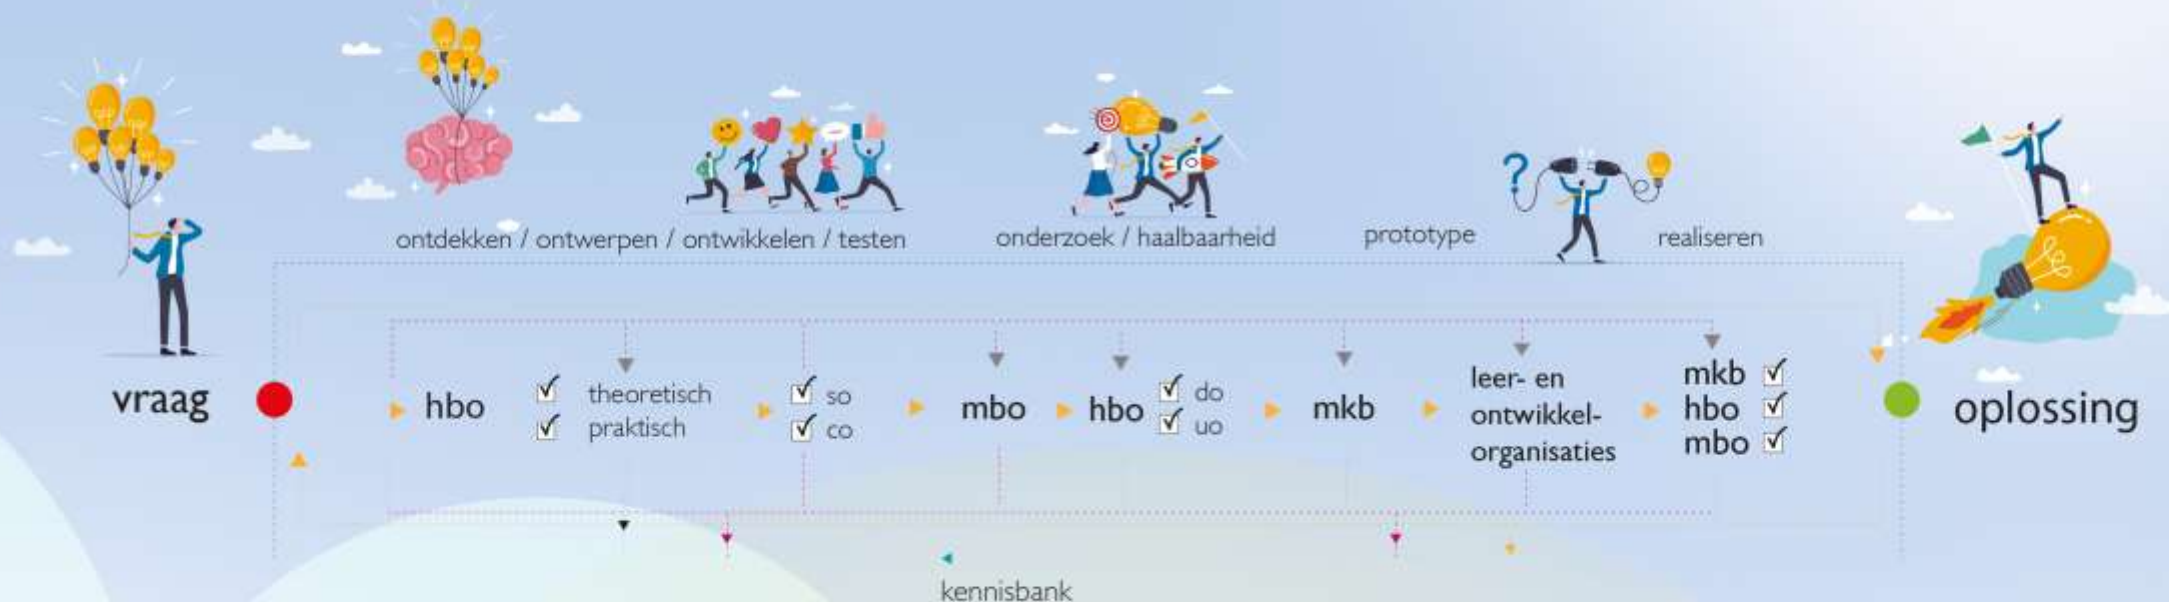 ontdekken / ontwerpen / ontwikkelen / testen
onderzoek / haalbaarheid
prototype
?
realiseren
vraag
hbo
theoretisch
praktisch
so
co
mbo
hbo
do
uo
mkb
leer- en
ontwikkel-
organisaties
mkb
hbo
mbo
oplossing
kennisbank